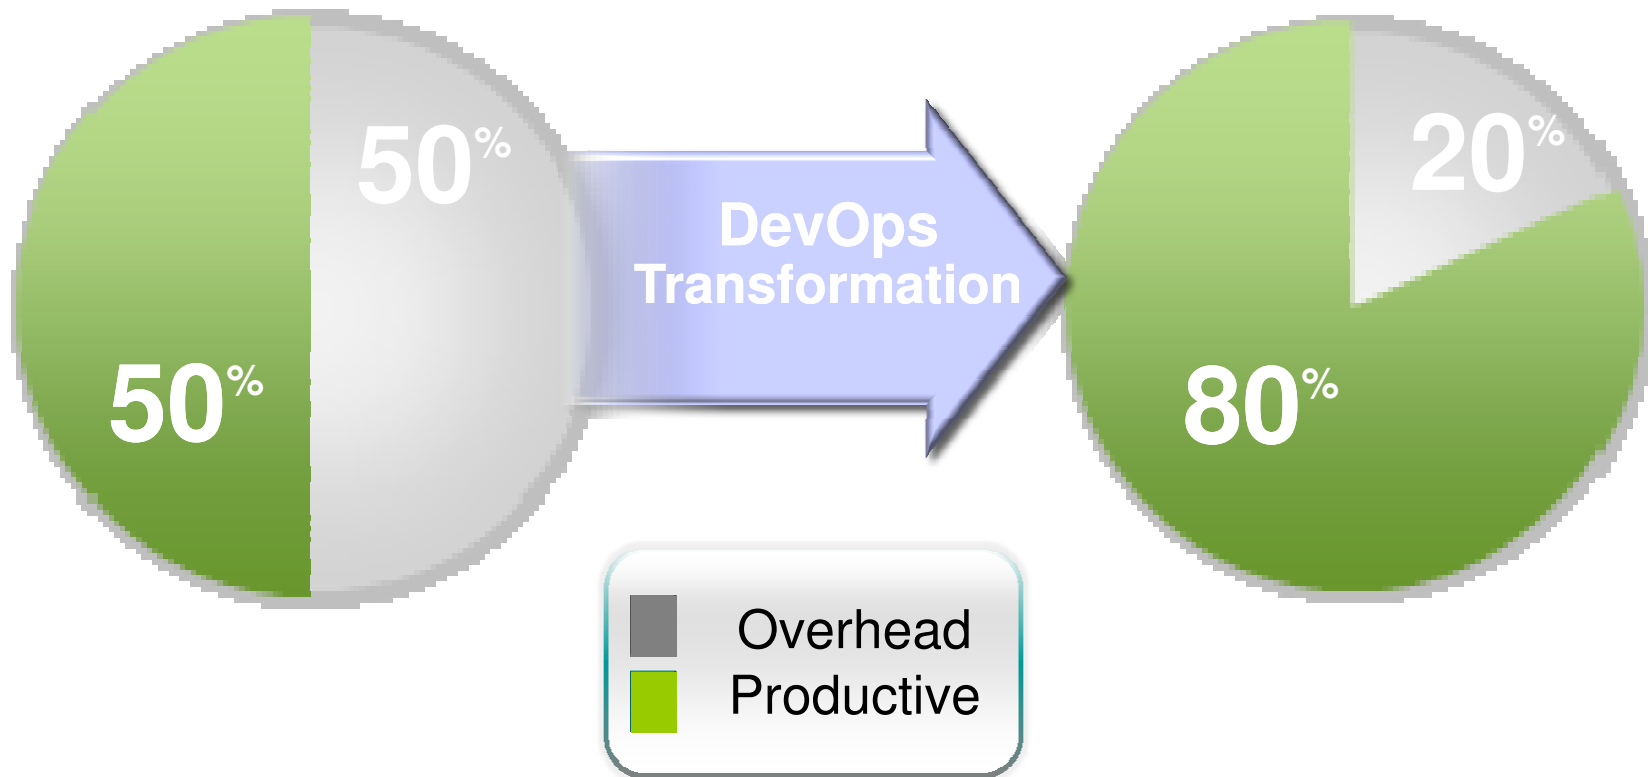 50%
50%
DevOps
Transformation
20%
80%
Overhead
Productive